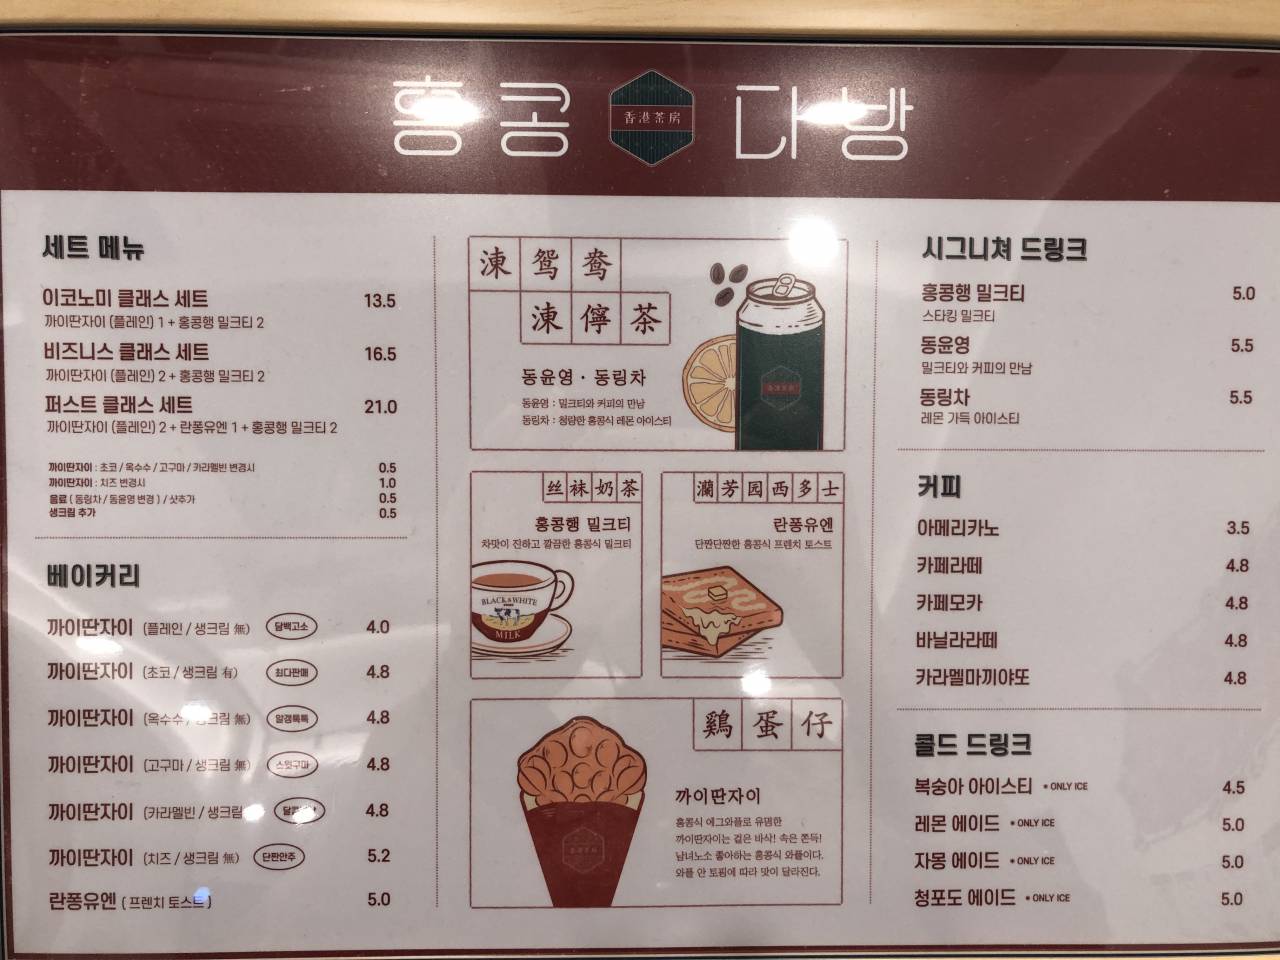 홍콩
香港茶房
다방
세트 메뉴
이코노미 클래스 세트 13.5
까이딴자이 (플레인) 1 + 홍콩행 밀크티 2
비즈니스 클래스 세트 16.5
까이딴자이 (플레인) 2 + 홍콩행 밀크티 2
퍼스트 클래스 세트 21.0
까이딴자이 (플레인) 2 + 란퐁유엔 1 + 홍콩행 밀크티 2
까이딴자이 : 초코 / 옥수수 / 고구마 / 카라멜빈 변경시 0.5
까이딴자이 : 치즈 변경시 1.0
음료 ( 동링차 / 동윤영 변경 ) / 샷추가 0.5
생크림 추가 0.5
베이커리
까이딴자이 (플레인 / 생크림 無) 담백고소 4.0
까이딴자이 (초코 / 생크림 有) 최다판매 4.8
까이딴자이 (옥수수 / 생크림 無) 알갱톡톡 4.8
까이딴자이 (고구마 / 생크림 無) 스윗구마 4.8
까이딴자이 (카라멜빈 / 생크림 4.8
까이딴자이 (치즈 / 생크림 無) 단짠안주 5.2
란퐁유엔 ( 프렌치 토스트 ) 5.0
涷鸳鸯
涷儜茶
동윤영 · 동링차
동윤영 : 밀크티와 커피의 만남
동링차 : 청량한 홍콩식 레몬 아이스티
丝袜奶茶
홍콩행 밀크티
차맛이 진하고 깔끔한 홍콩식 밀크티
BLACK & WHITE
MILK
瀾芳园西多士
란퐁유엔
단짠단짠한 홍콩식 프렌치 토스트
鷄蛋仔
까이딴자이
홍콩식 에그와플로 유명한
까이딴자이는 겉은 바삭! 속은 쫀득!
남녀노소 좋아하는 홍콩식 와플이다.
와플 안 토핑에 따라 맛이 달라진다.
시그니쳐 드링크
홍콩행 밀크티 5.0
스타킹 밀크티
동윤영 5.5
밀크티와 커피의 만남
동링차 5.5
레몬 가득 아이스티
커피
아메리카노 3.5
카페라떼 4.8
카페모카 4.8
바닐라라떼 4.8
카라멜마끼야또 4.8
콜드 드링크
복숭아 아이스티 * ONLY ICE 4.5
레몬 에이드 * ONLY ICE 5.0
자몽 에이드 * ONLY ICE 5.0
청포도 에이드 * ONLY ICE 5.0